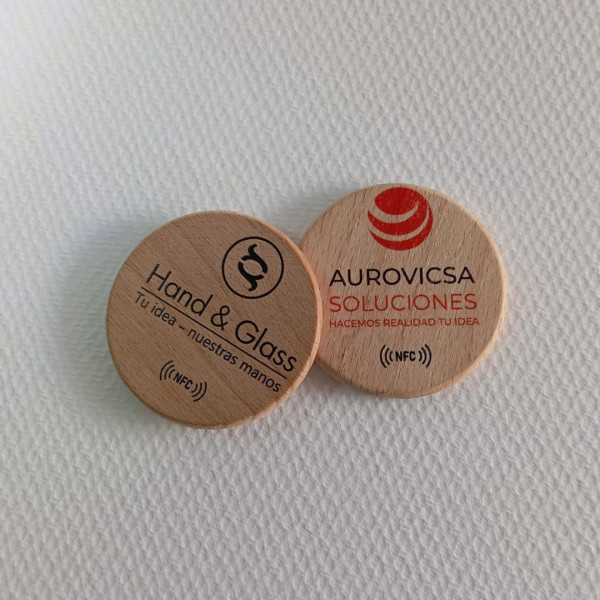 Hand & Glass
Tu idea - nuestras manos
NFC
AUROVICSA
SOLUCIONES
HACEMOS REALIDAD TU IDEA
NFC